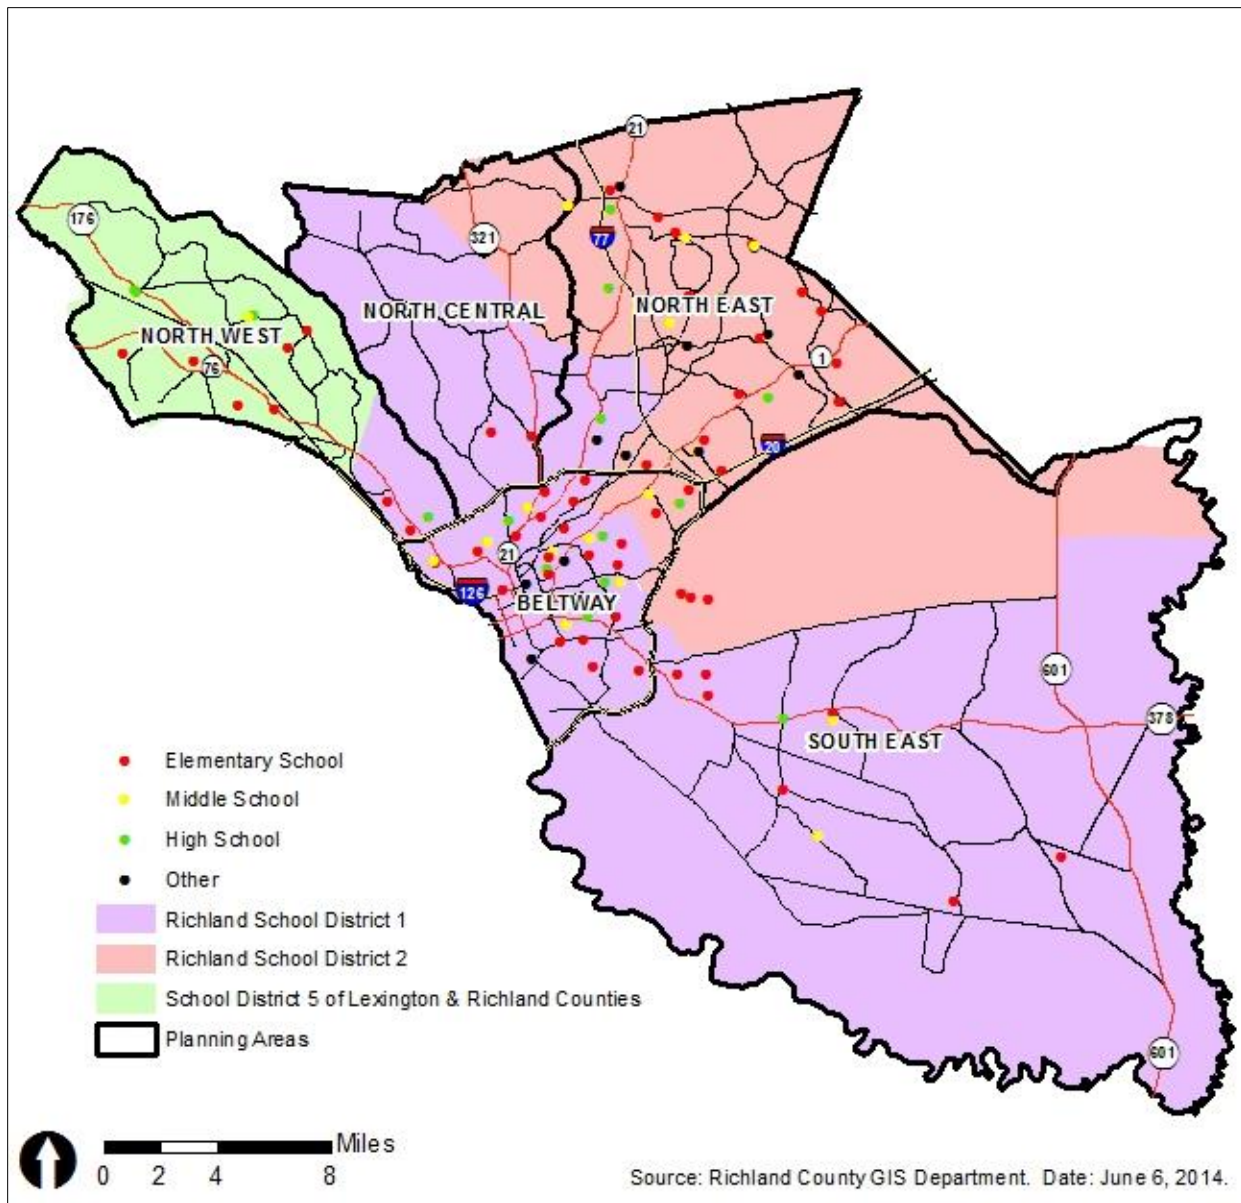 21
176
321
77
NORTH EAST
NORTH CENTRAL
NORTH WEST
76
1
20
21
126
BELTWAY
601
378
SOUTH EAST
Elementary School
Middle School
High School
Other
Richland School District 1
Richland School District 2
School District 5 of Lexington & Richland Counties
Planning Areas
601
Miles
0 2 4 8
Source: Richland County GIS Department. Date: June 6, 2014.